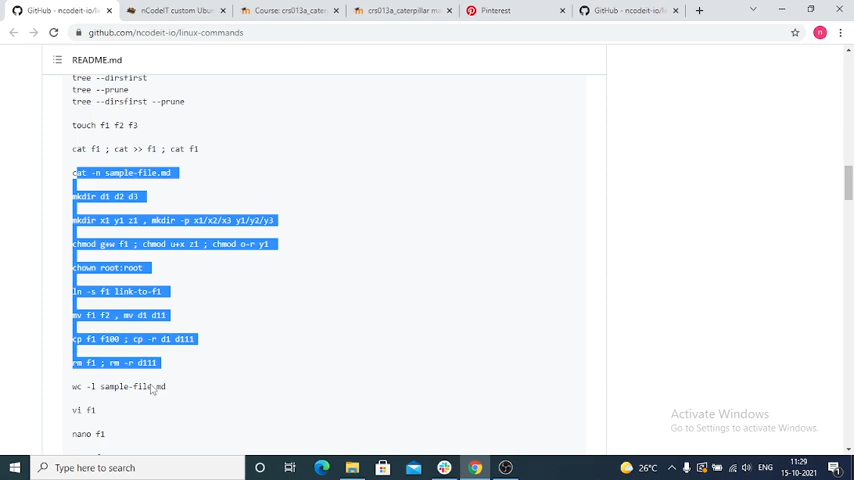 GitHub - ncodeit-io/linux-com
nCodeIT custom Ubun
Course: crs013a_cater
crs013a_caterpillar m
Pinterest
GitHub - ncodeit-io/linux-com
github.com/ncodeit-io/linux-commands
n
README.md
tree --dirsfirst
tree --prune
tree --dirsfirst --prune
touch f1 f2 f3
cat f1 ; cat >> f1 ; cat f1
cat -n sample-file.md
mkdir d1 d2 d3
mkdir x1 y1 z1 , mkdir -p x1/x2/x3 y1/y2/y3
chmod g+w f1 ; chmod u+x z1 ; chmod o-r y1
chown root:root
ln -s f1 link-to-f1
mv f1 f2 , mv d1 d11
cp f1 f100 ; cp -r d1 d111
rm f1 ; rm -r d111
wc -l sample-file.md
vi f1
nano f1
Activate Windows
Go to Settings to activate Windows.
Type here to search
26°C
ENG
11:29
15-10-2021